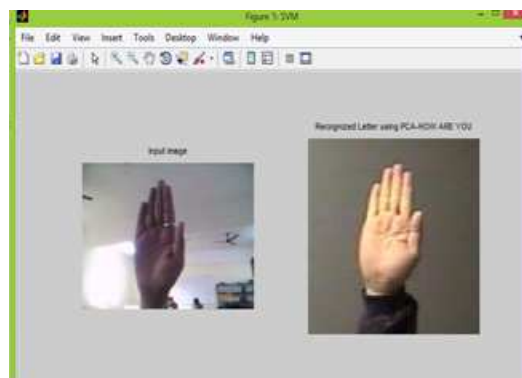 Figure 1: SVM
File Edit View Insert Tools Desktop Window Help
Input image
Recognized Letter using PCA-HOW ARE YOU